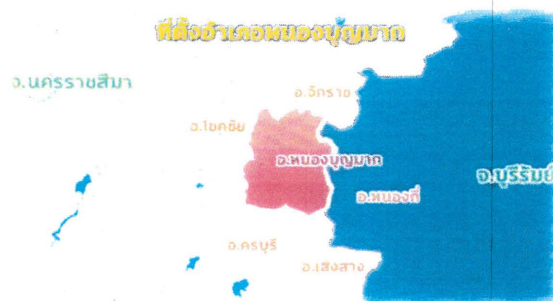 ที่ตั้งอำเภอหนองบุญมาก
จ.นครราชสีมา
อ.จักราช
อ.โชคชัย
อ.หนองบุญมาก
จ.บุรีรัมย์
อ.หนองกี่
อ.ครบุรี
อ.เสิงสาง